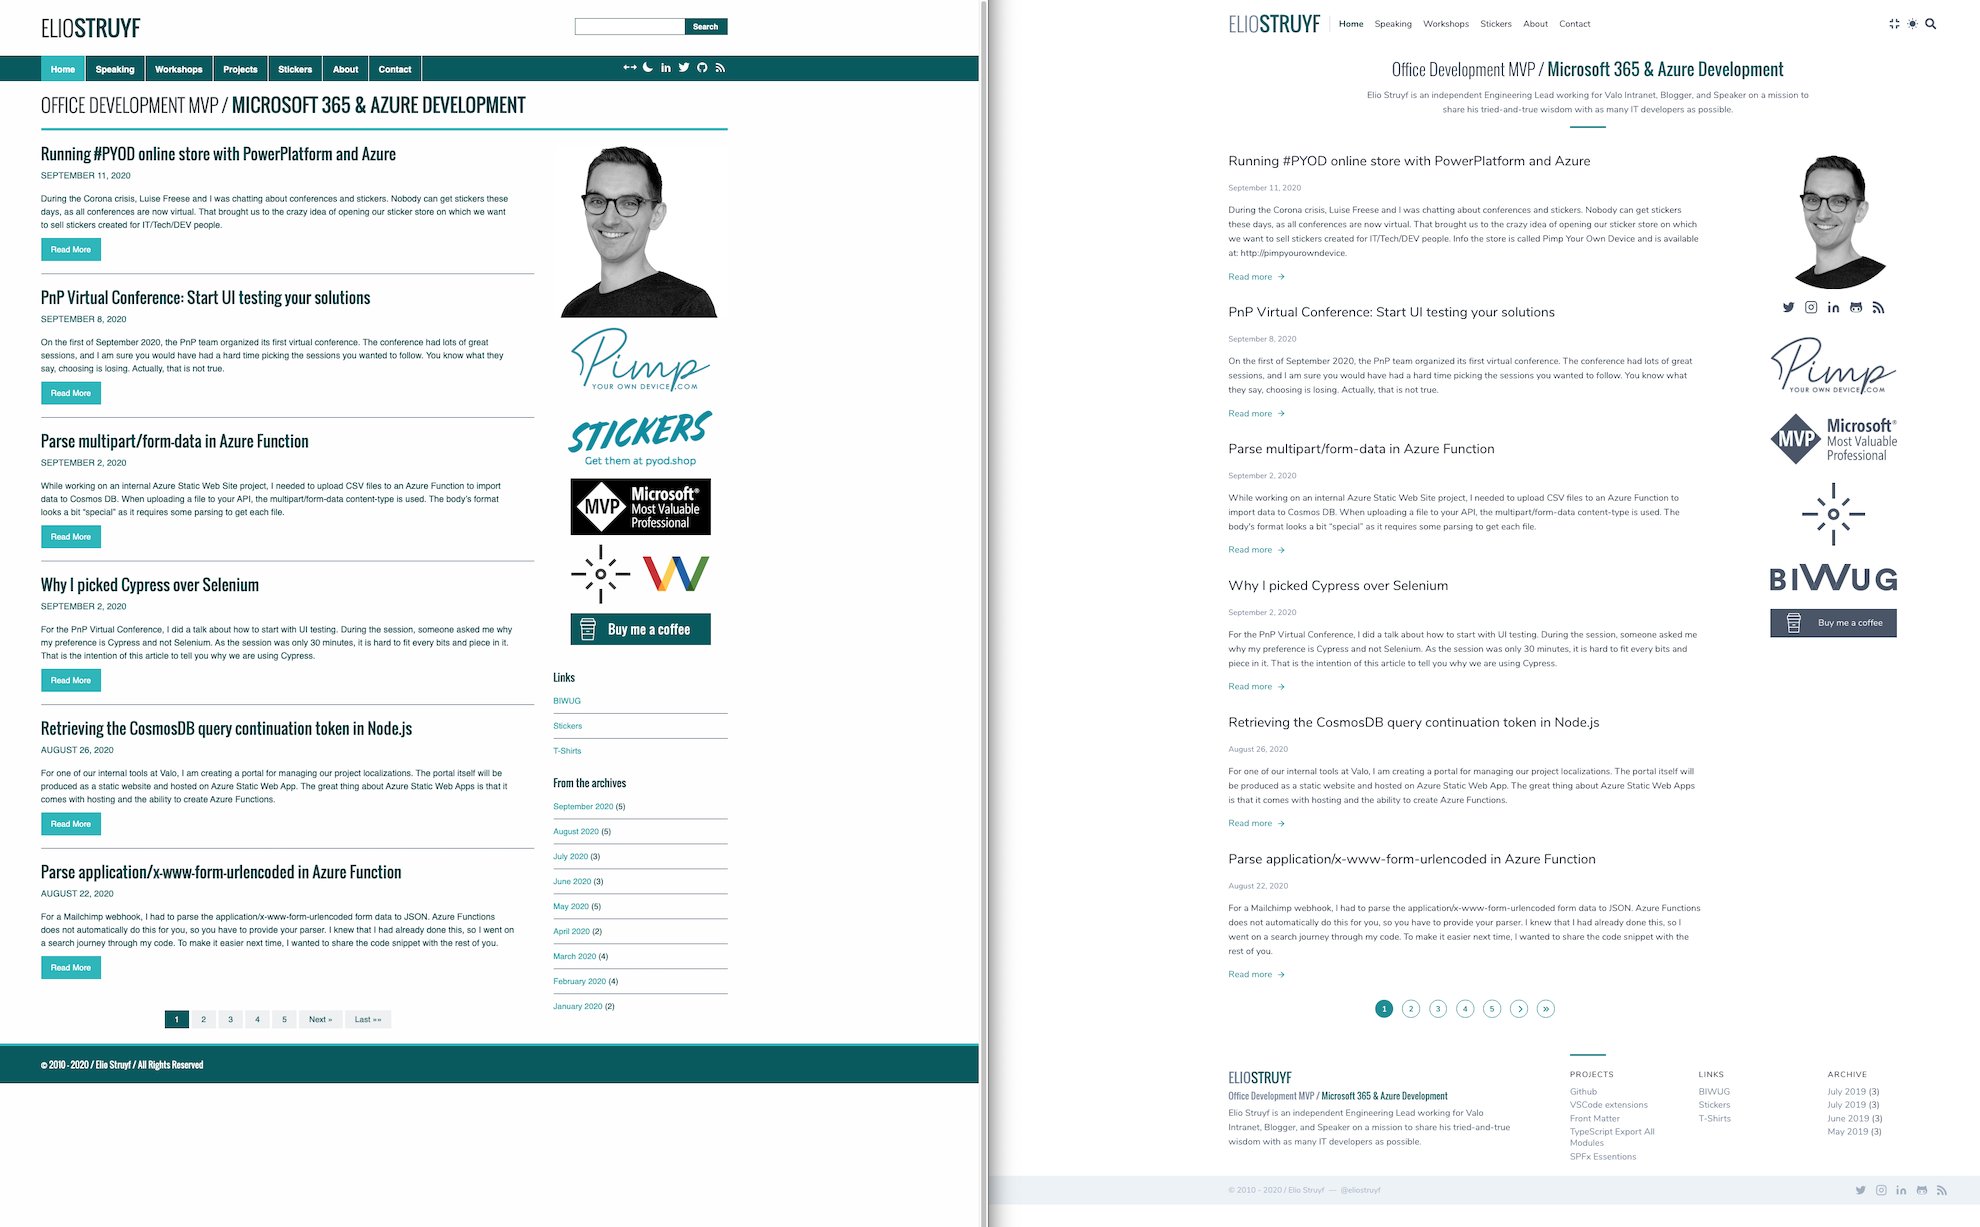 ELIOSTRUYF
Search
Home Speaking Workshops Projects Stickers About Contact
OFFICE DEVELOPMENT MVP / MICROSOFT 365 & AZURE DEVELOPMENT
Running #PYOD online store with PowerPlatform and Azure
SEPTEMBER 11, 2020
During the Corona crisis, Luise Freese and I was chatting about conferences and stickers. Nobody can get stickers these
days, as all conferences are now virtual. That brought us to the crazy idea of opening our sticker store on which we want
to sell stickers created for IT/Tech/DEV people.
Read More
PnP Virtual Conference: Start UI testing your solutions
SEPTEMBER 8, 2020
On the first of September 2020, the PnP team organized its first virtual conference. The conference had lots of great
sessions, and I am sure you would have had a hard time picking the sessions you wanted to follow. You know what they
say, choosing is losing. Actually, that is not true.
Read More
Parse multipart/form-data in Azure Function
SEPTEMBER 2, 2020
While working on an internal Azure Static Web Site project, I needed to upload CSV files to an Azure Function to import
data to Cosmos DB. When uploading a file to your API, the multipart/form-data content-type is used. The body's format
looks a bit "special" as it requires some parsing to get each file.
Read More
Why I picked Cypress over Selenium
SEPTEMBER 2, 2020
For the PnP Virtual Conference, I did a talk about how to start with UI testing. During the session, someone asked me why
my preference is Cypress and not Selenium. As the session was only 30 minutes, it is hard to fit every bits and piece in it.
That is the intention of this article to tell you why we are using Cypress.
Read More
Retrieving the CosmosDB query continuation token in Node.js
AUGUST 26, 2020
For one of our internal tools at Valo, I am creating a portal for managing our project localizations. The portal itself will be
produced as a static website and hosted on Azure Static Web App. The great thing about Azure Static Web Apps is that it
comes with hosting and the ability to create Azure Functions.
Read More
Parse application/x-www-form-urlencoded in Azure Function
AUGUST 22, 2020
For a Mailchimp webhook, I had to parse the application/x-www-form-urlencoded form data to JSON. Azure Functions
does not automatically do this for you, so you have to provide your parser. I knew that I had already done this, so I went on
a search journey through my code. To make it easier next time, I wanted to share the code snippet with the rest of you.
Read More
1 2 3 4 5 Next » Last »»
Pimp
YOUR OWN DEVICE.COM
STICKERS
Get them at pyod.shop
MVP Microsoft®
Most Valuable
Professional
Buy me a coffee
Links
BIWUG
Stickers
T-Shirts
From the archives
September 2020 (5)
August 2020 (5)
July 2020 (3)
June 2020 (3)
May 2020 (5)
April 2020 (2)
March 2020 (4)
February 2020 (4)
January 2020 (2)
© 2010 - 2020 / Elio Struyf / All Rights Reserved
ELIOSTRUYF Home Speaking Workshops Stickers About Contact
Office Development MVP / Microsoft 365 & Azure Development
Elio Struyf is an independent Engineering Lead working for Valo Intranet, Blogger, and Speaker on a mission to
share his tried-and-true wisdom with as many IT developers as possible.
Running #PYOD online store with PowerPlatform and Azure
September 11, 2020
During the Corona crisis, Luise Freese and I was chatting about conferences and stickers. Nobody can get stickers
these days, as all conferences are now virtual. That brought us to the crazy idea of opening our sticker store on which
we want to sell stickers created for IT/Tech/DEV people. Info the store is called Pimp Your Own Device and is available
at: http://pimpyourowndevice.
Read more →
PnP Virtual Conference: Start UI testing your solutions
September 8, 2020
On the first of September 2020, the PnP team organized its first virtual conference. The conference had lots of great
sessions, and I am sure you would have had a hard time picking the sessions you wanted to follow. You know what
they say, choosing is losing. Actually, that is not true.
Read more →
Parse multipart/form-data in Azure Function
September 2, 2020
While working on an internal Azure Static Web Site project, I needed to upload CSV files to an Azure Function to
import data to Cosmos DB. When uploading a file to your API, the multipart/form-data content-type is used. The
body's format looks a bit "special" as it requires some parsing to get each file.
Read more →
Why I picked Cypress over Selenium
September 2, 2020
For the PnP Virtual Conference, I did a talk about how to start with UI testing. During the session, someone asked me
why my preference is Cypress and not Selenium. As the session was only 30 minutes, it is hard to fit every bits and
piece in it. That is the intention of this article to tell you why we are using Cypress.
Read more →
Retrieving the CosmosDB query continuation token in Node.js
August 26, 2020
For one of our internal tools at Valo, I am creating a portal for managing our project localizations. The portal itself will
be produced as a static website and hosted on Azure Static Web App. The great thing about Azure Static Web Apps
is that it comes with hosting and the ability to create Azure Functions.
Read more →
Parse application/x-www-form-urlencoded in Azure Function
August 22, 2020
For a Mailchimp webhook, I had to parse the application/x-www-form-urlencoded form data to JSON. Azure Functions
does not automatically do this for you, so you have to provide your parser. I knew that I had already done this, so I
went on a search journey through my code. To make it easier next time, I wanted to share the code snippet with the
rest of you.
Read more →
1 2 3 4 5 › »
Pimp
YOUR OWN DEVICE.COM
MVP Microsoft®
Most Valuable
Professional
BIWUG
Buy me a coffee
ELIOSTRUYF
Office Development MVP / Microsoft 365 & Azure Development
Elio Struyf is an independent Engineering Lead working for Valo
Intranet, Blogger, and Speaker on a mission to share his tried-and-true
wisdom with as many IT developers as possible.
PROJECTS
Github
VSCode extensions
Front Matter
TypeScript Export All
Modules
SPFx Essentions
LINKS
BIWUG
Stickers
T-Shirts
ARCHIVE
July 2019 (3)
July 2019 (3)
June 2019 (3)
May 2019 (3)
© 2010 - 2020 / Elio Struyf — @eliostruyf